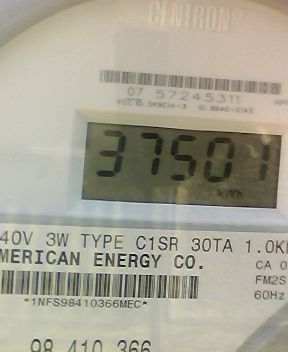 CENTRON®
07 57245311
37501
kWh
40V 3W TYPE C1SR 30TA 1.0K
MERICAN ENERGY CO.
CA 0
FM2S
60Hz
*1NFS98410366MEC*
98 410 366